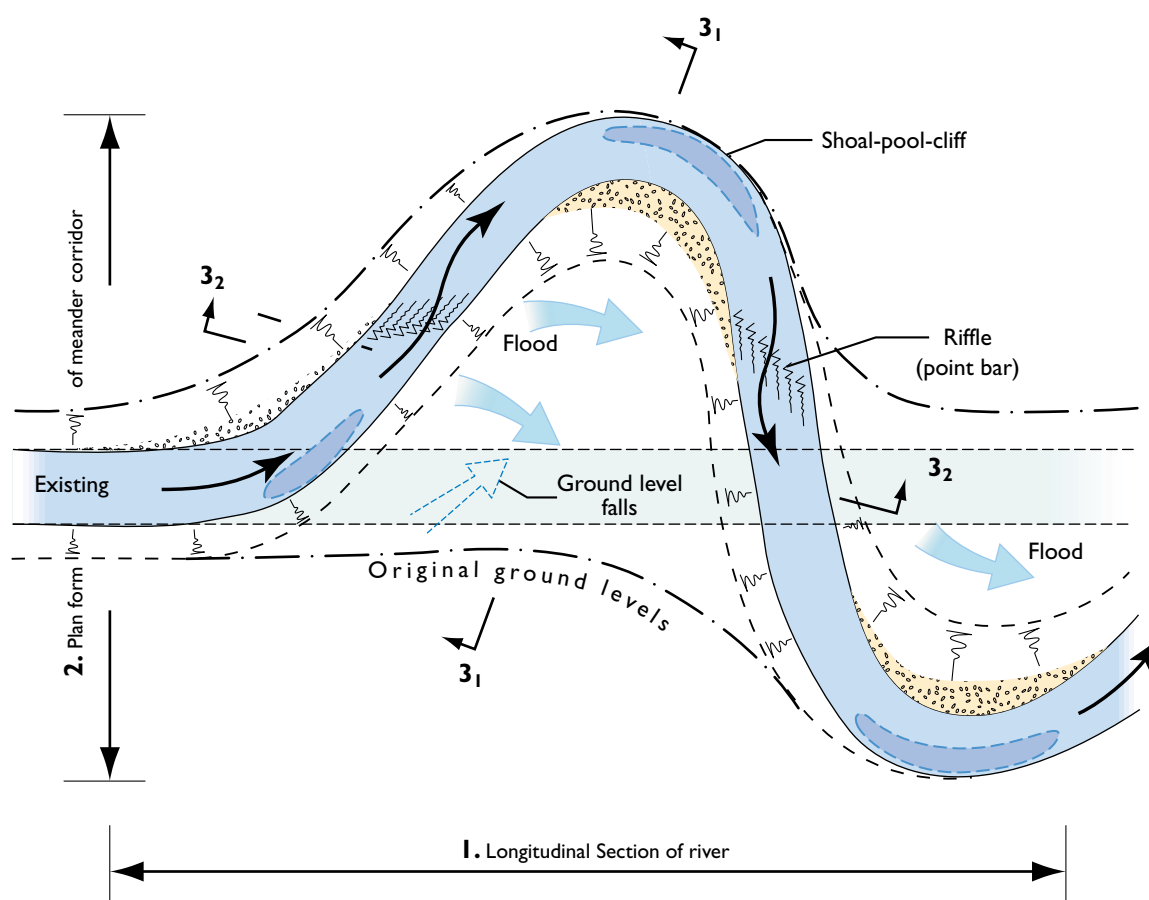 3₁
Shoal-pool-cliff
3₂
2. Plan form of meander corridor
Flood
Riffle
(point bar)
Existing
Ground level
falls
3₂
Flood
Original ground levels
3₁
1. Longitudinal Section of river